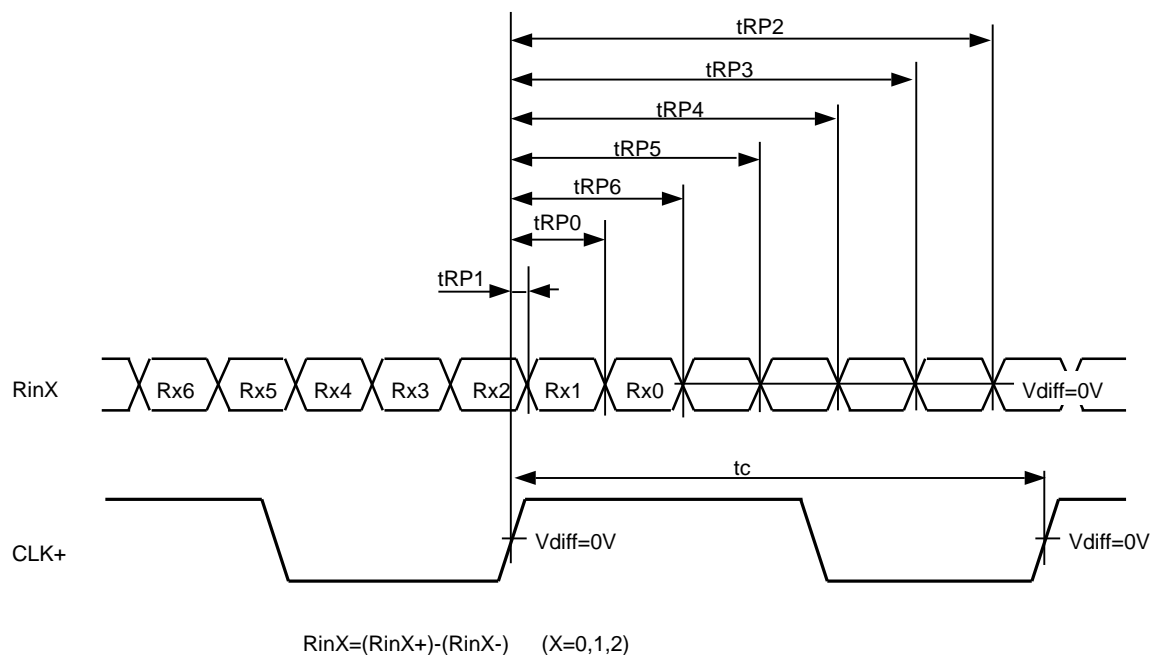 tRP2
tRP3
tRP4
tRP5
tRP6
tRP0
tRP1
RinX Rx6 Rx5 Rx4 Rx3 Rx2 Rx1 Rx0 Vdiff=0V
tc
CLK+ Vdiff=0V Vdiff=0V
RinX=(RinX+)-(RinX-) (X=0,1,2)